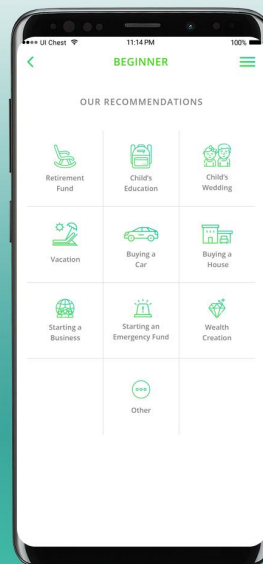 UI Chest 11:14 PM 100%
BEGINNER
OUR RECOMMENDATIONS
Retirement
Fund
Child's
Education
Child's
Wedding
Vacation
Buying a
Car
Buying a
House
Starting a
Business
Starting an
Emergency Fund
Wealth
Creation
Other